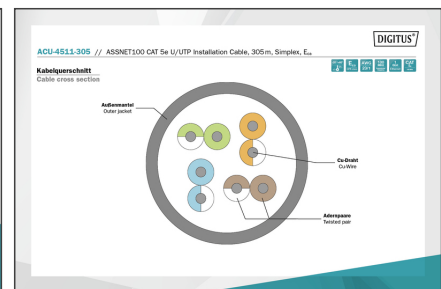 DIGITUS®
ACU-4511-305 // ASSNET100 CAT 5e U/UTP Installation Cable, 305 m, Simplex, Eca
Kabelquerschnitt
Cable cross section
Außenmantel
Outer jacket
Cu-Draht
Cu-Wire
Aderspaare
Twisted pair